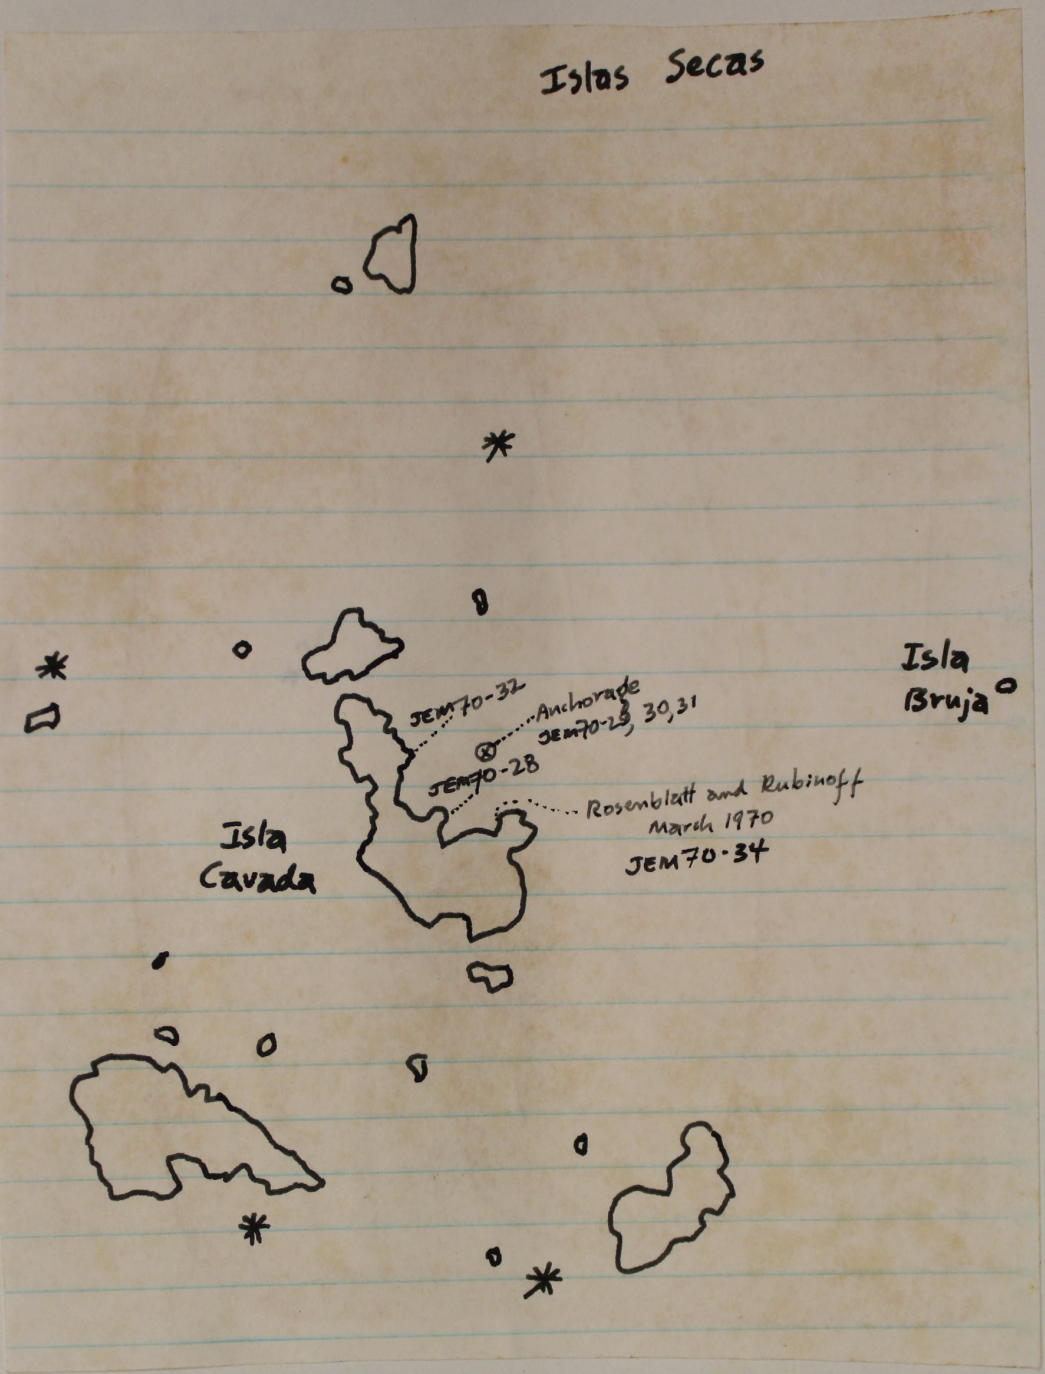 Islas Secas
Isla
Bruja
JEM70-32
Anchorage
JEM70-29, 30,31
JEM70-28
Rosenblatt and Rubinoff
March 1970
JEM70-34
Isla
Cavada